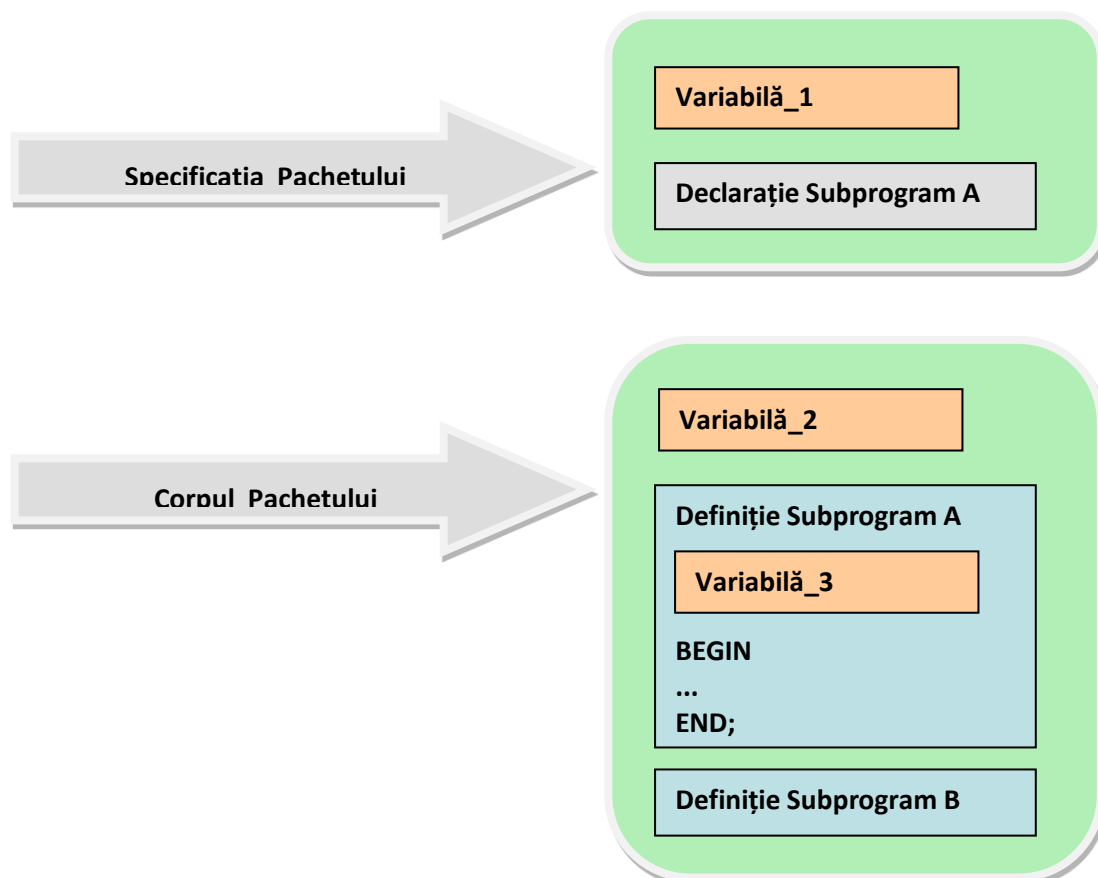 Variabilă_1
Specificatia Pachetului
Declarație Subprogram A
Variabilă_2
Corpul Pachetului
Definiție Subprogram A
Variabilă_3
BEGIN
...
END;
Definiție Subprogram B